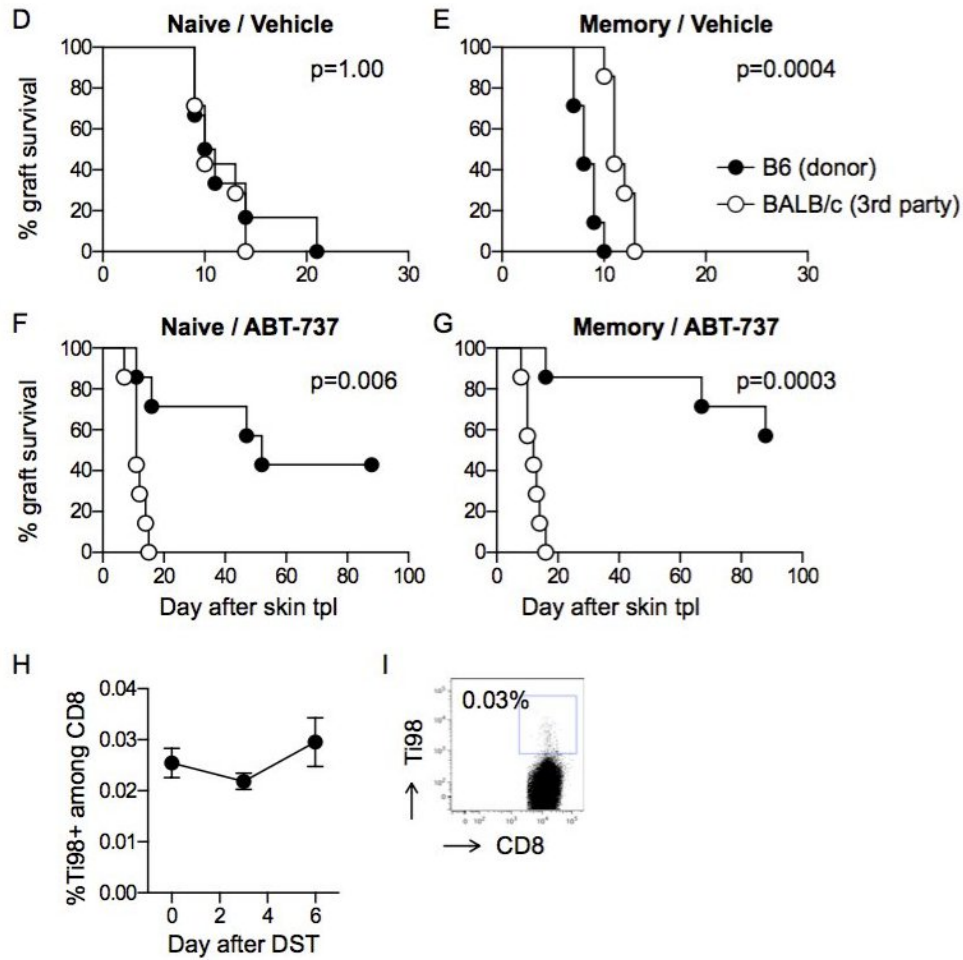 D
Naive / Vehicle
% graft survival
100
80
60
40
20
0
p=1.00
0 10 20 30
E
Memory / Vehicle
100
80
60
40
20
0
p=0.0004
B6 (donor)
BALB/c (3rd party)
0 10 20 30
F
Naive / ABT-737
% graft survival
100
80
60
40
20
0
p=0.006
0 20 40 60 80 100
Day after skin tpl
G
Memory / ABT-737
100
80
60
40
20
0
p=0.0003
0 20 40 60 80 100
Day after skin tpl
H
%Ti98+ among CD8
0.04
0.03
0.02
0.01
0.00
0 2 4 6
Day after DST
I
0.03%
Ti98
CD8